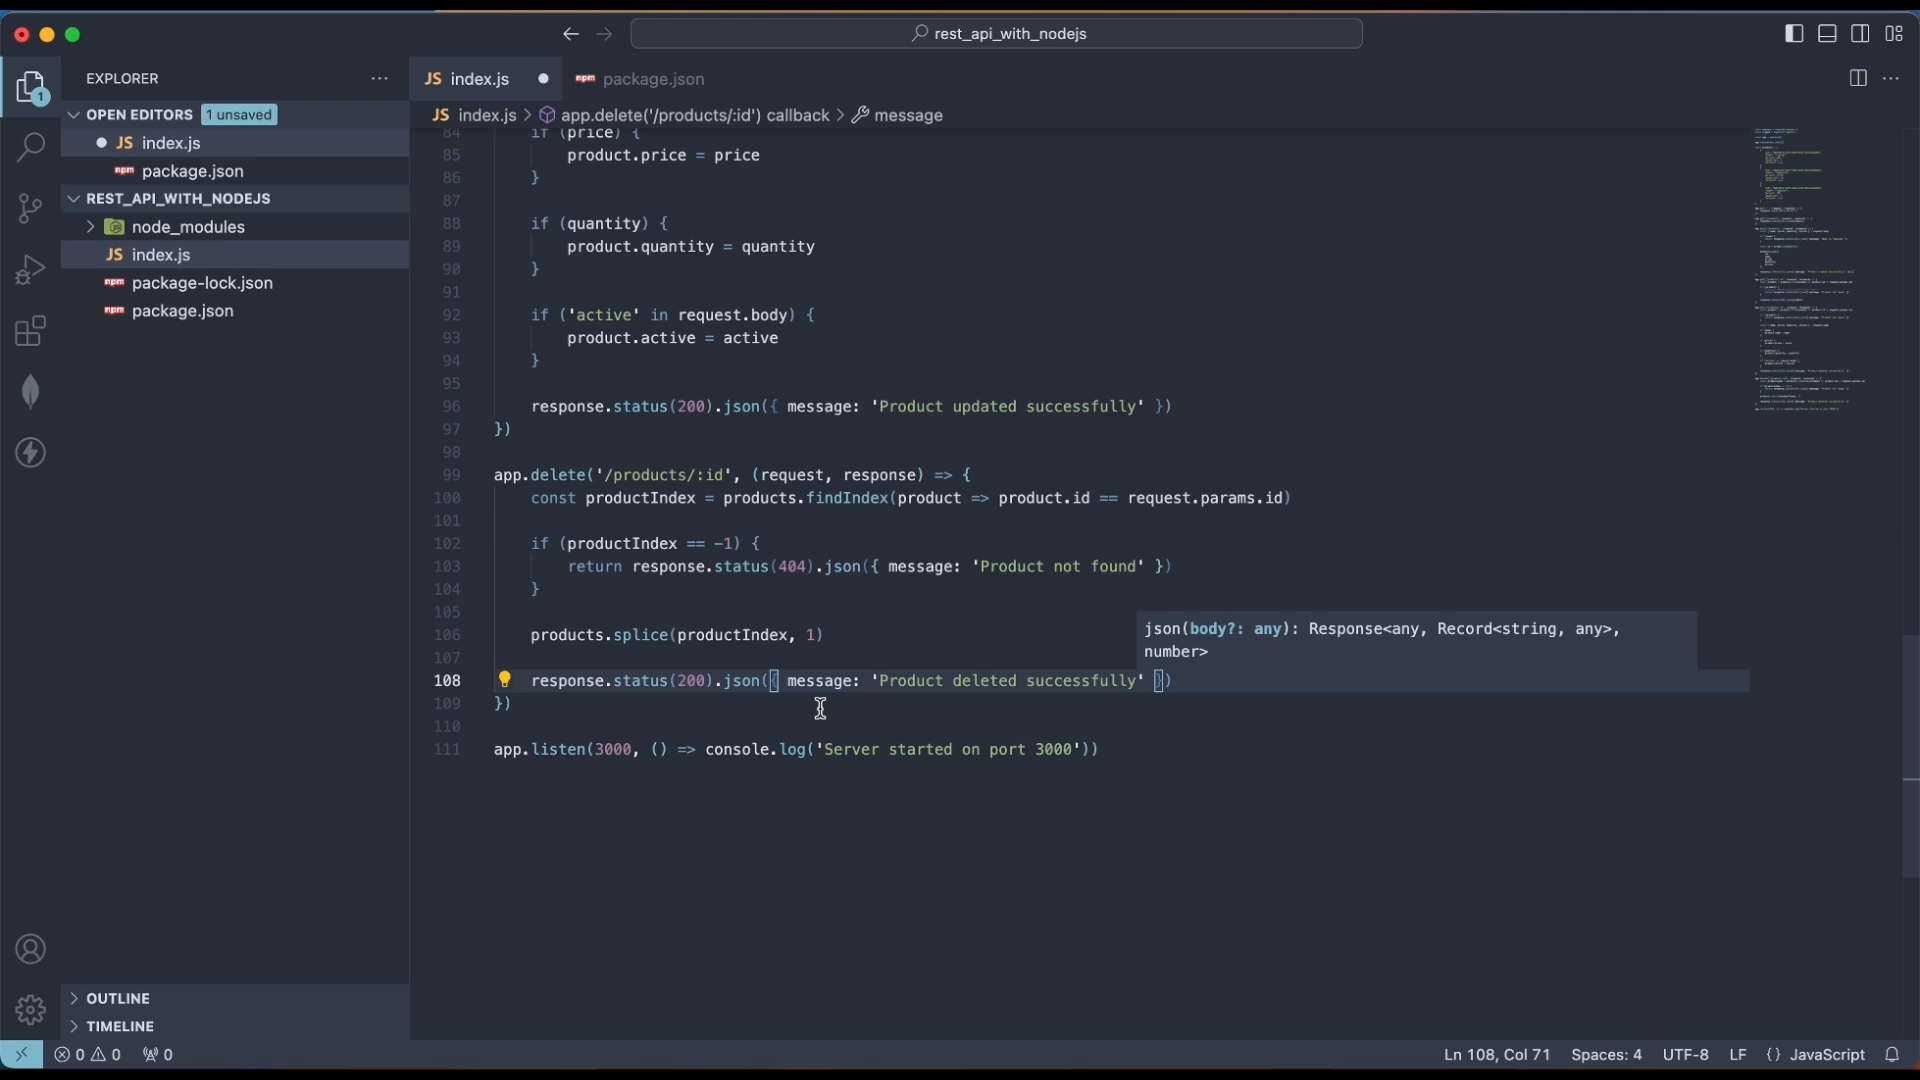 rest_api_with_nodejs
EXPLORER
JS index.js
npm package.json
1
OPEN EDITORS 1 unsaved
JS index.js > app.delete('/products/:id') callback > message
JS index.js
npm package.json
REST_API_WITH_NODEJS
node_modules
JS index.js
npm package-lock.json
npm package.json
84 if (price) {
85 product.price = price
86 }
87
88 if (quantity) {
89 product.quantity = quantity
90 }
91
92 if ('active' in request.body) {
93 product.active = active
94 }
95
96 response.status(200).json({ message: 'Product updated successfully' })
97 })
98
99 app.delete('/products/:id', (request, response) => {
100 const productIndex = products.findIndex(product => product.id == request.params.id)
101
102 if (productIndex == -1) {
103 return response.status(404).json({ message: 'Product not found' })
104 }
105
106 products.splice(productIndex, 1)
json(body?: any): Response<any, Record<string, any>,
number>
107
108 response.status(200).json({ message: 'Product deleted successfully' })
109 })
110
111 app.listen(3000, () => console.log('Server started on port 3000'))
OUTLINE
TIMELINE
0 0 0
Ln 108, Col 71 Spaces: 4 UTF-8 LF {} JavaScript